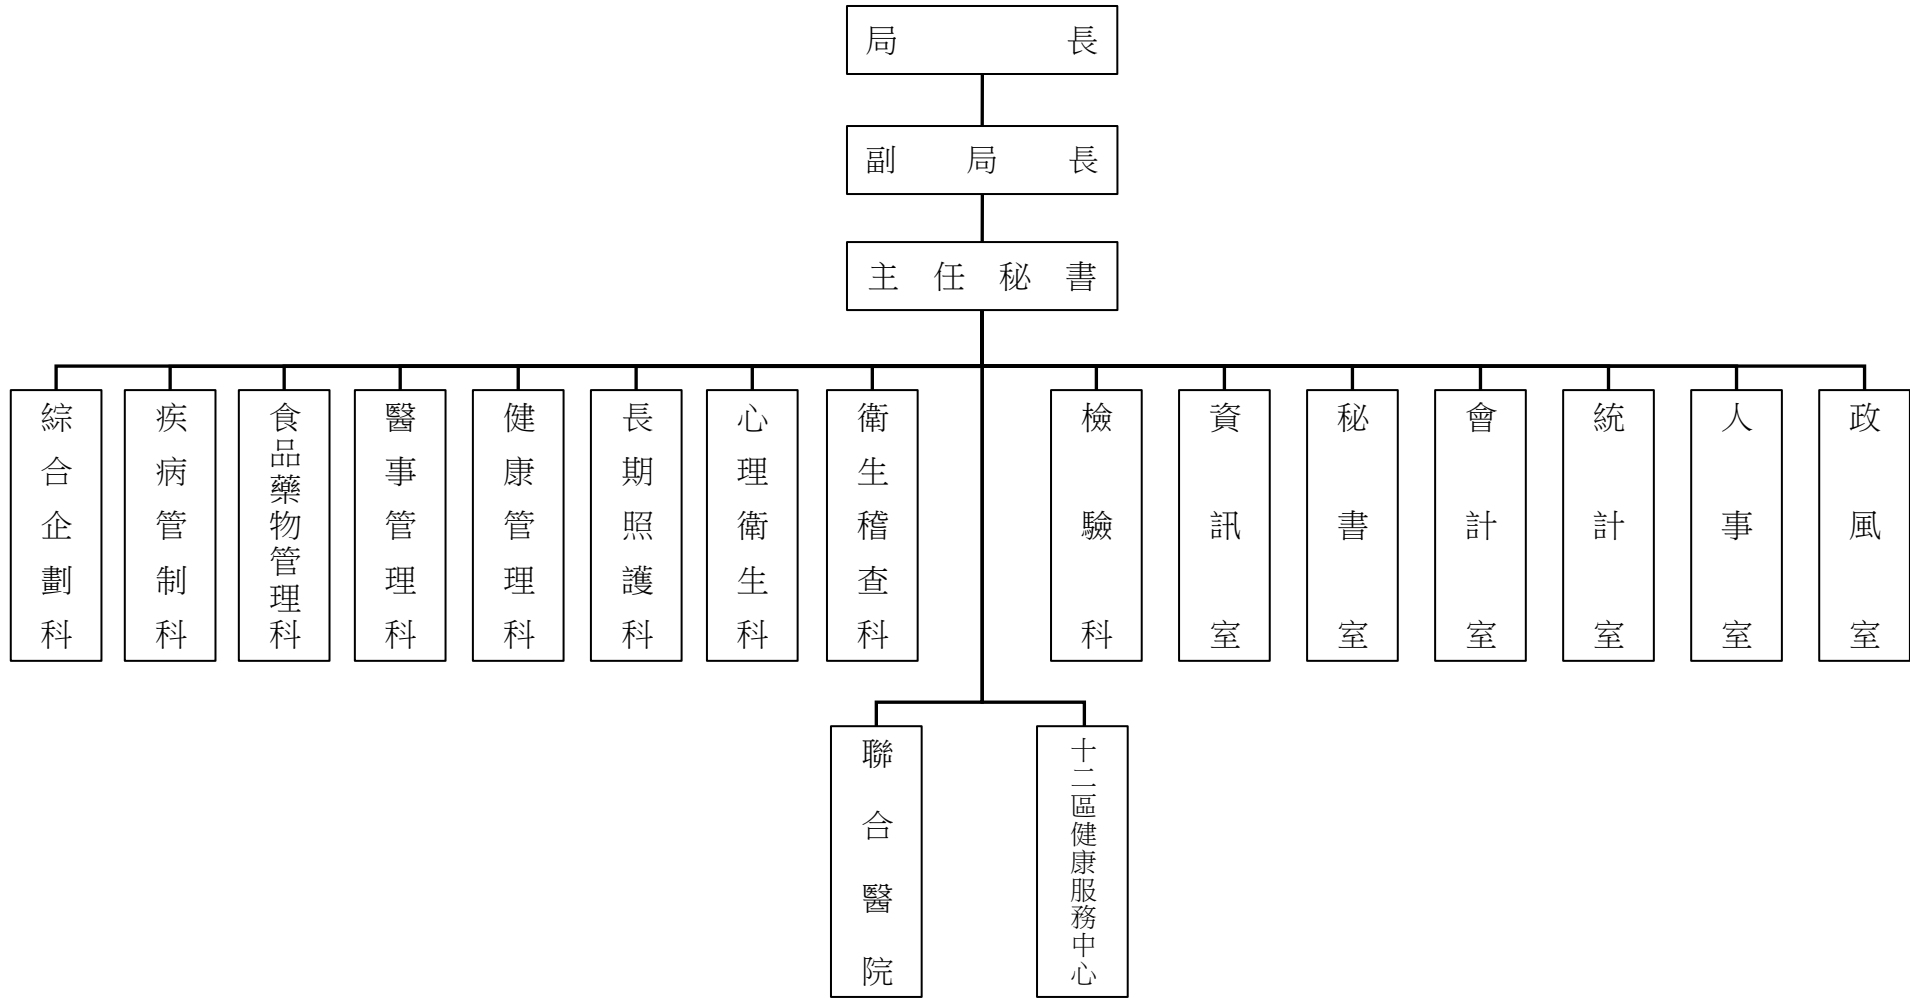 局長
副局長
主任秘書
綜合企劃科
疾病管制科
食品藥物管理科
醫事管理科
健康管理科
長期照護科
心理衛生科
衛生稽查科
檢驗科
資訊室
秘書室
會計室
統計室
人事室
政風室
聯合醫院
十二區健康服務中心